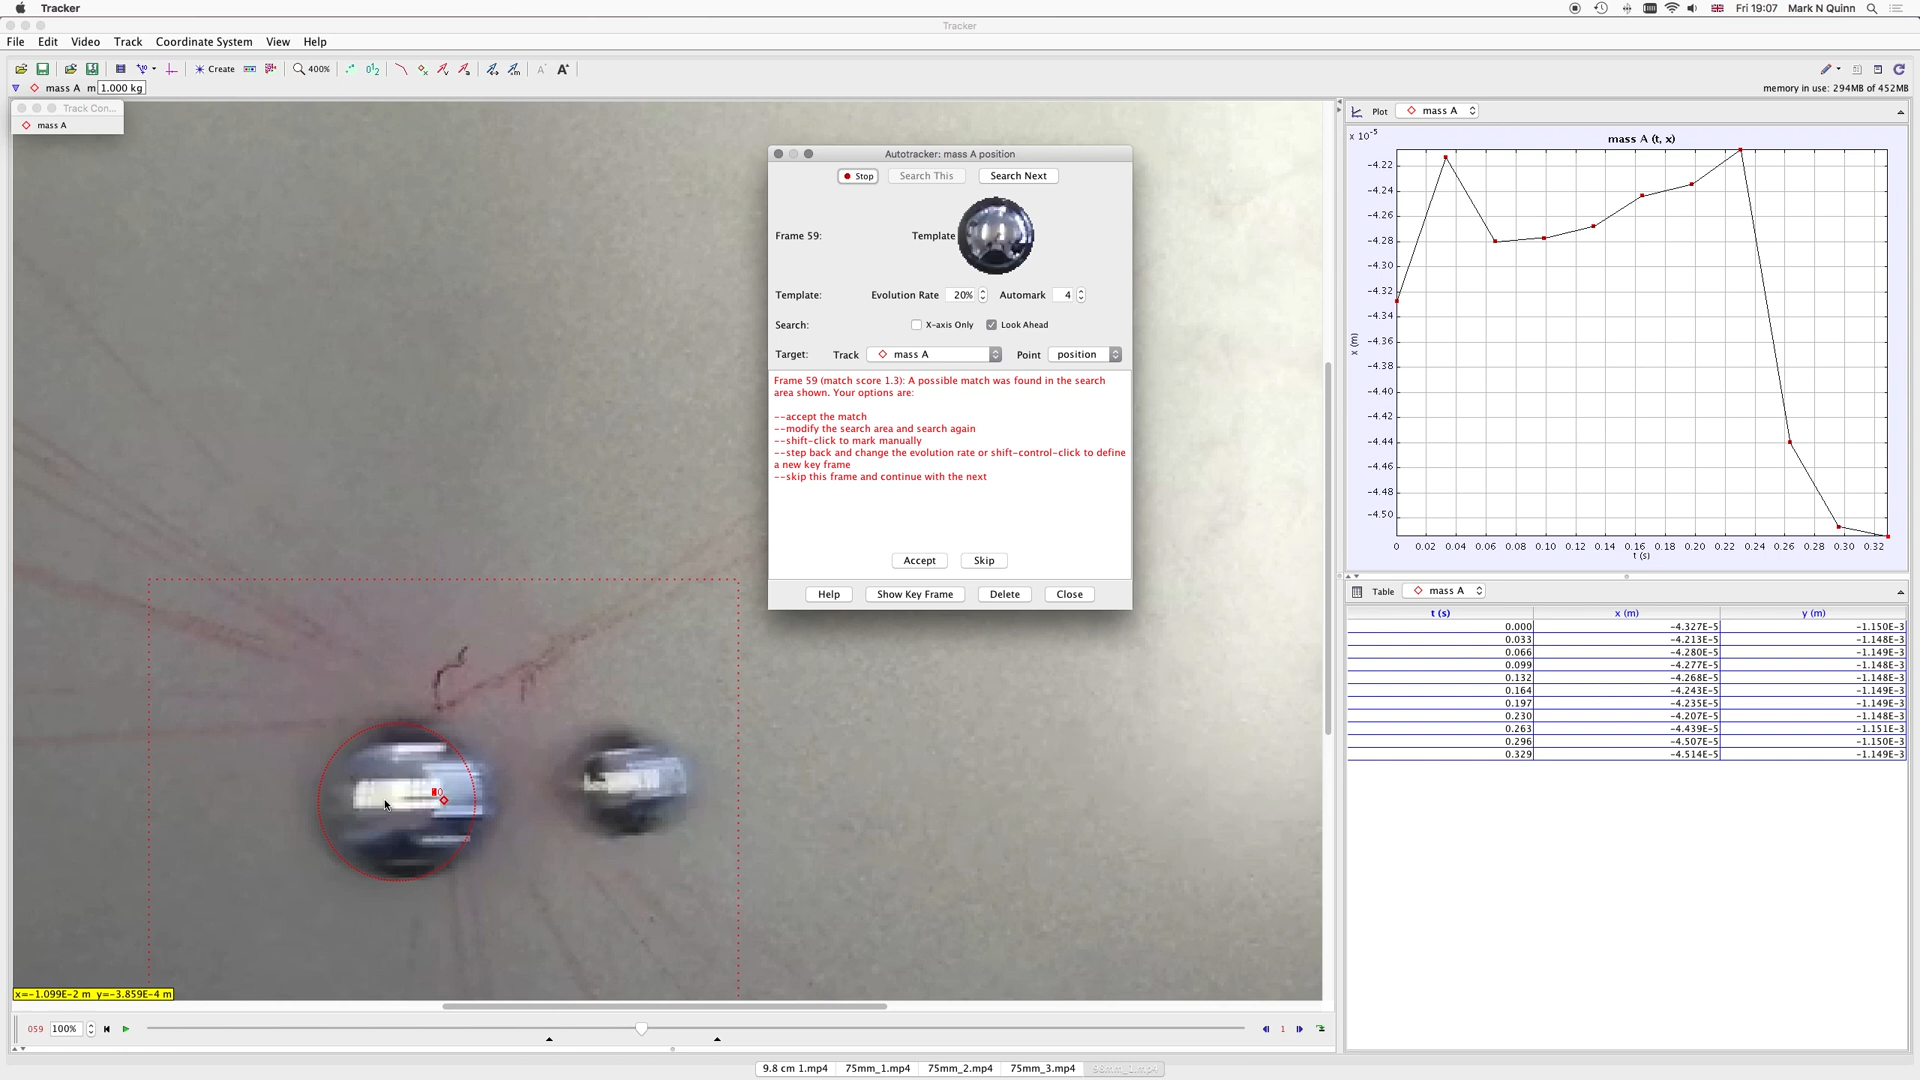 Tracker
Fri 19:07 Mark N Quinn
Tracker
File Edit Video Track Coordinate System View Help
Create 400%
mass A m 1.000 kg
memory in use: 294MB of 452MB
Track Con...
mass A
Autotracker: mass A position
Stop Search This Search Next
Frame 59: Template
Template: Evolution Rate 20% Automark 4
Search: X-axis Only Look Ahead
Target: Track mass A Point position
Frame 59 (match score 1.3): A possible match was found in the search
area shown. Your options are:
--accept the match
--modify the search area and search again
--shift-click to mark manually
--step back and change the evolution rate or shift-control-click to define
a new key frame
--skip this frame and continue with the next
Accept Skip
Help Show Key Frame Delete Close
Plot mass A
x 10-5
mass A (t, x)
-4.22
-4.24
-4.26
-4.28
-4.30
-4.32
-4.34
-4.36
-4.38
-4.40
-4.42
-4.44
-4.46
-4.48
-4.50
x (m)
0 0.02 0.04 0.06 0.08 0.10 0.12 0.14 0.16 0.18 0.20 0.22 0.24 0.26 0.28 0.30 0.32
t (s)
Table mass A
t (s) x (m) y (m)
0.000 -4.327E-5 -1.150E-3
0.033 -4.213E-5 -1.148E-3
0.066 -4.280E-5 -1.149E-3
0.099 -4.277E-5 -1.148E-3
0.132 -4.268E-5 -1.148E-3
0.164 -4.243E-5 -1.149E-3
0.197 -4.235E-5 -1.149E-3
0.230 -4.207E-5 -1.148E-3
0.263 -4.439E-5 -1.151E-3
0.296 -4.507E-5 -1.150E-3
0.329 -4.514E-5 -1.149E-3
x=-1.099E-2 m y=-3.859E-4 m
059 100% 1
9.8 cm 1.mp4 75mm_1.mp4 75mm_2.mp4 75mm_3.mp4